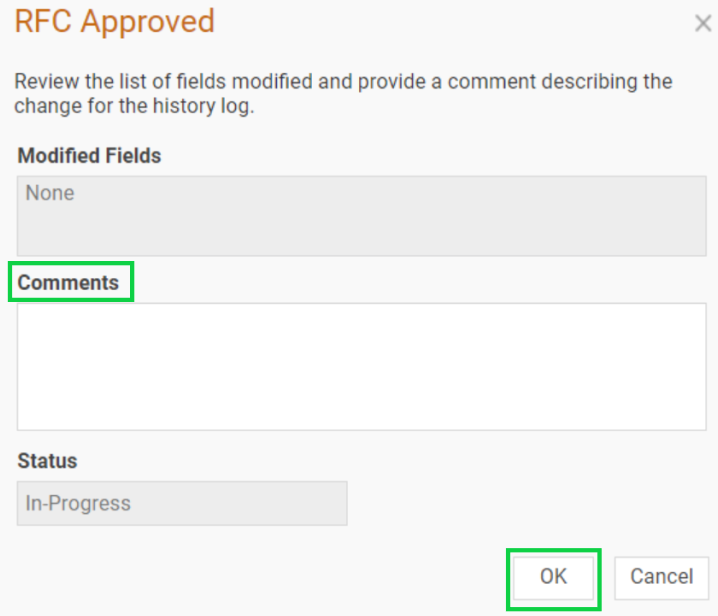 RFC Approved
Review the list of fields modified and provide a comment describing the
change for the history log.
Modified Fields
None
Comments
Status
In-Progress
OK Cancel